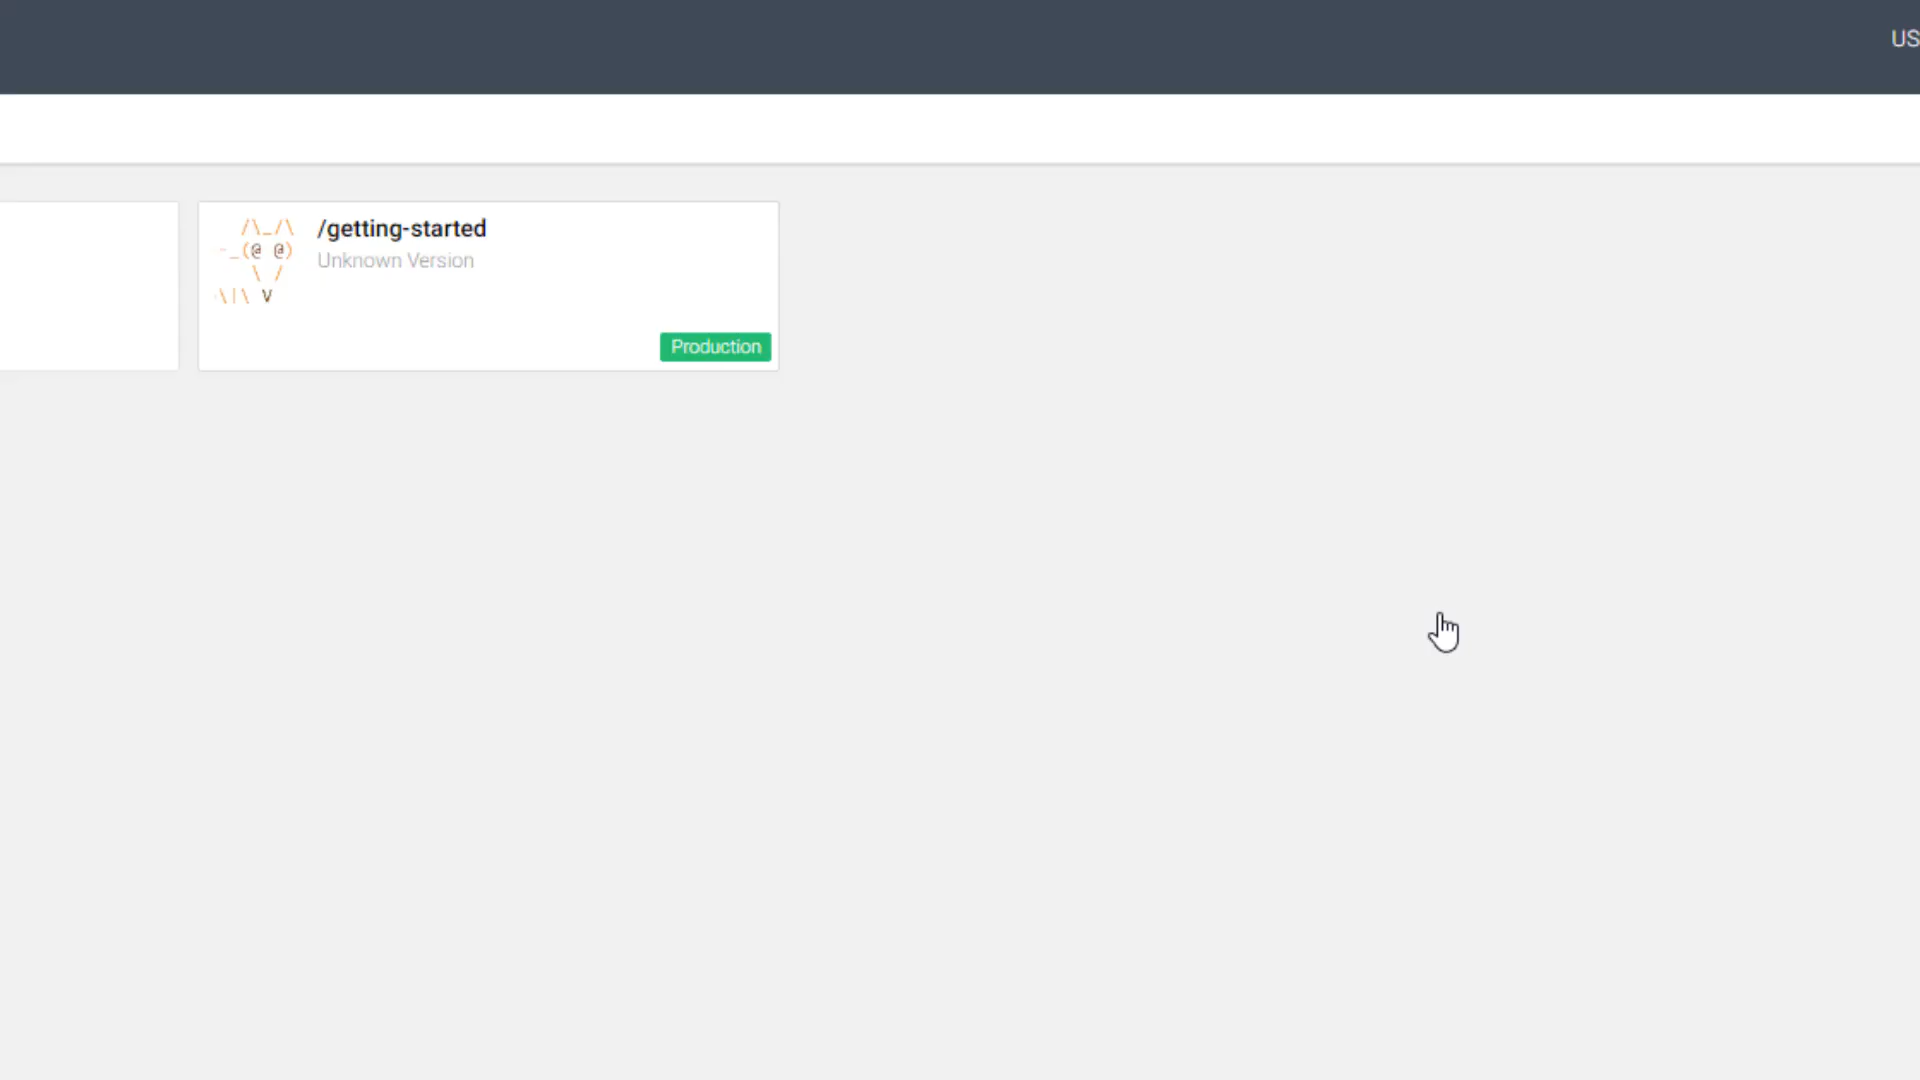 US
/\_/\
-_(@ @)
\ /
\|\ V
/getting-started
Unknown Version
Production